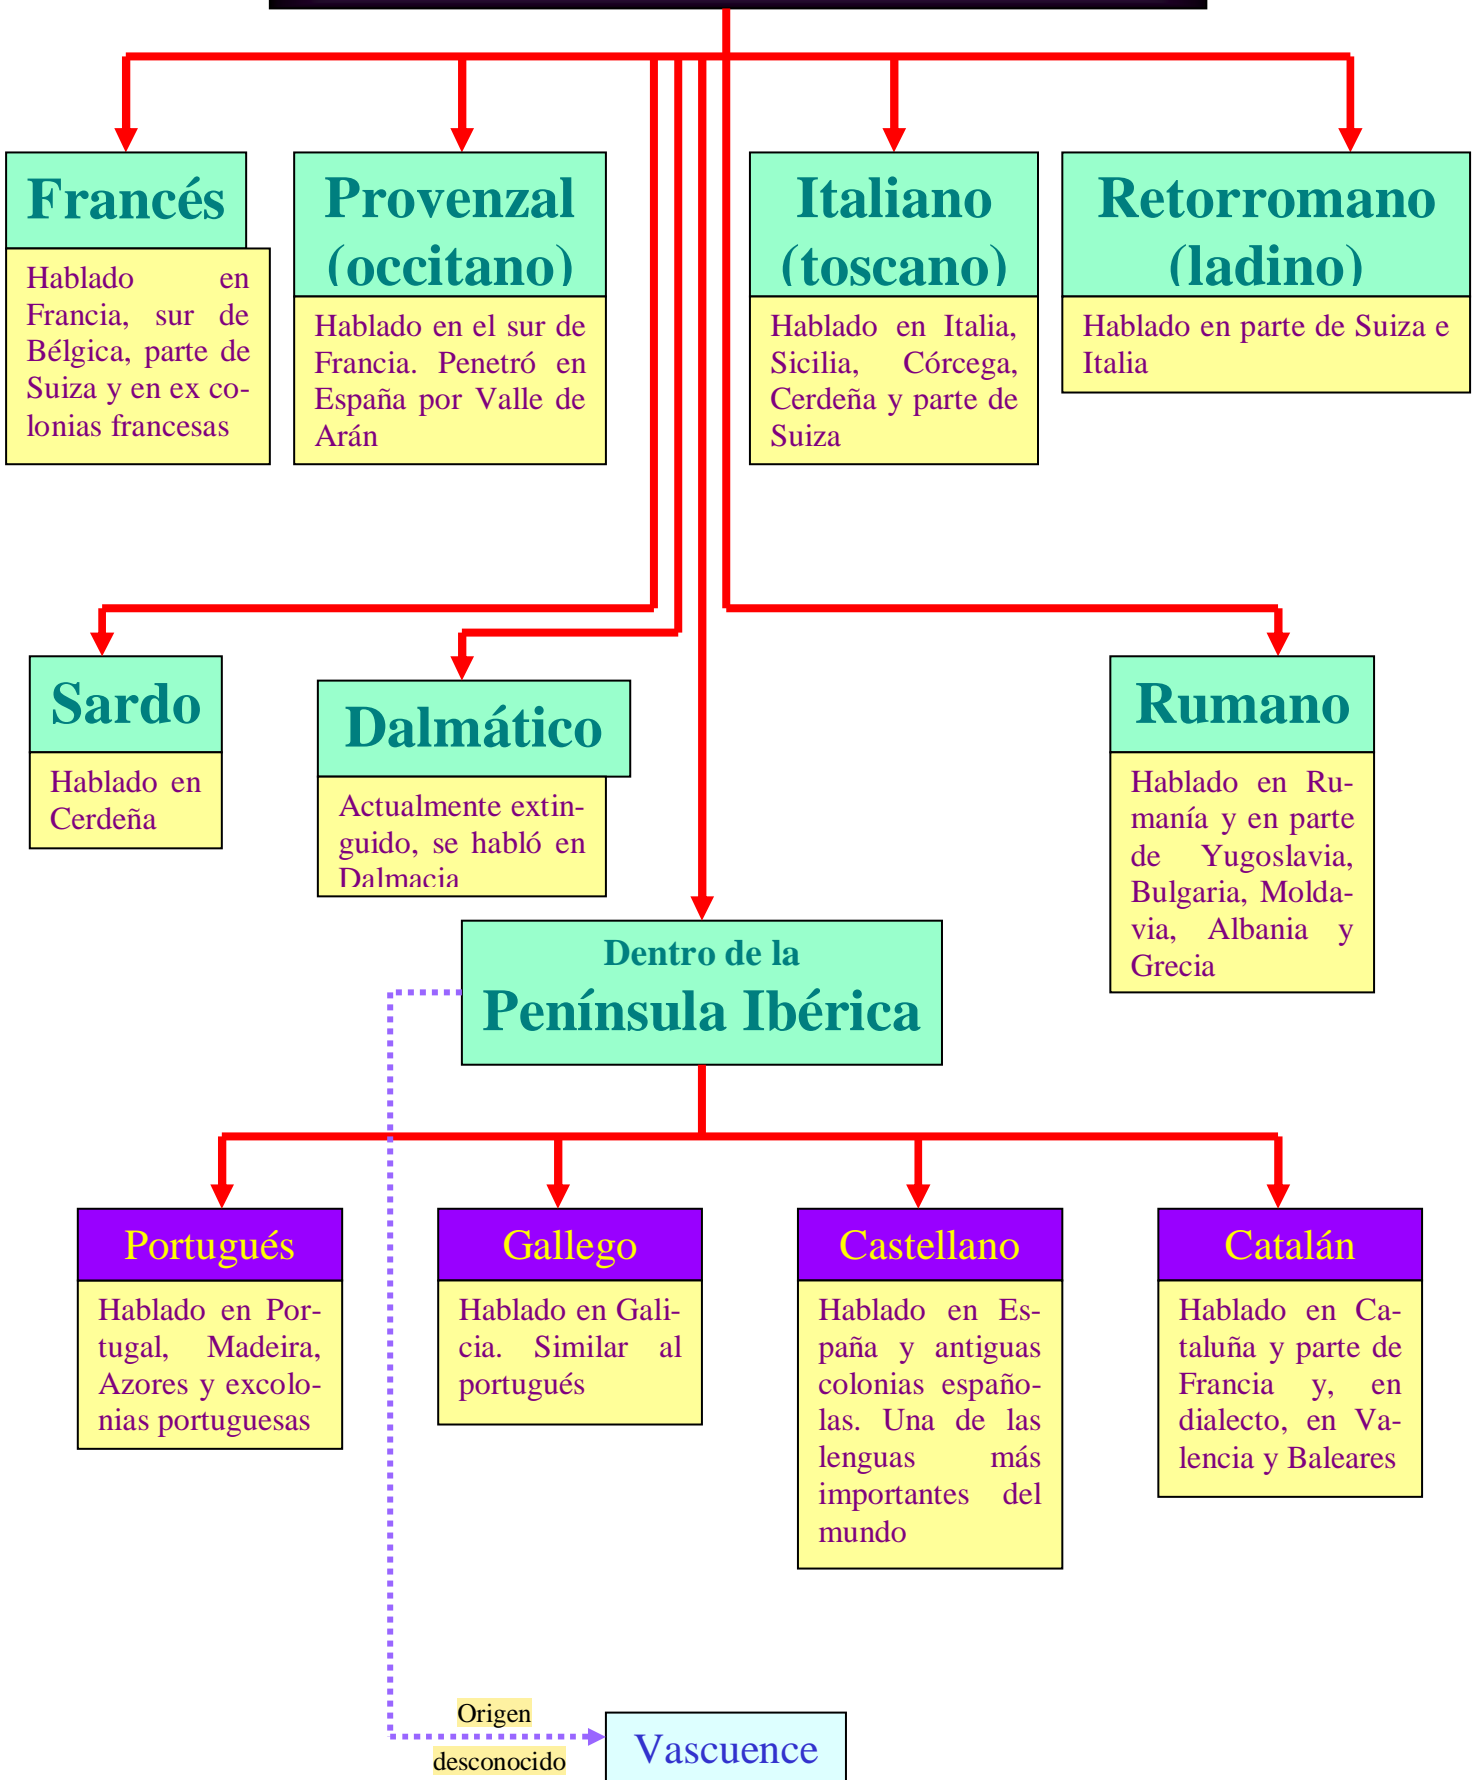 Francés
Hablado en
Francia, sur de
Bélgica, parte de
Suiza y en ex co-
lonias francesas
Provenzal
(occitano)
Hablado en el sur de
Francia. Penetró en
España por Valle de
Arán
Italiano
(toscano)
Hablado en Italia,
Sicilia, Córcega,
Cerdeña y parte de
Suiza
Retorromano
(ladino)
Hablado en parte de Suiza e
Italia
Sardo
Hablado en
Cerdeña
Dalmático
Actualmente extin-
guido, se habló en
Dalmacia
Rumano
Hablado en Ru-
manía y en parte
de Yugoslavia,
Bulgaria, Molda-
via, Albania y
Grecia
Dentro de la
Península Ibérica
Portugués
Hablado en Por-
tugal, Madeira,
Azores y excolo-
nias portuguesas
Gallego
Hablado en Gali-
cia. Similar al
portugués
Castellano
Hablado en Es-
paña y antiguas
colonias españo-
las. Una de las
lenguas más
importantes del
mundo
Catalán
Hablado en Ca-
taluña y parte de
Francia y, en
dialecto, en Va-
lencia y Baleares
Origen
desconocido
Vascuence